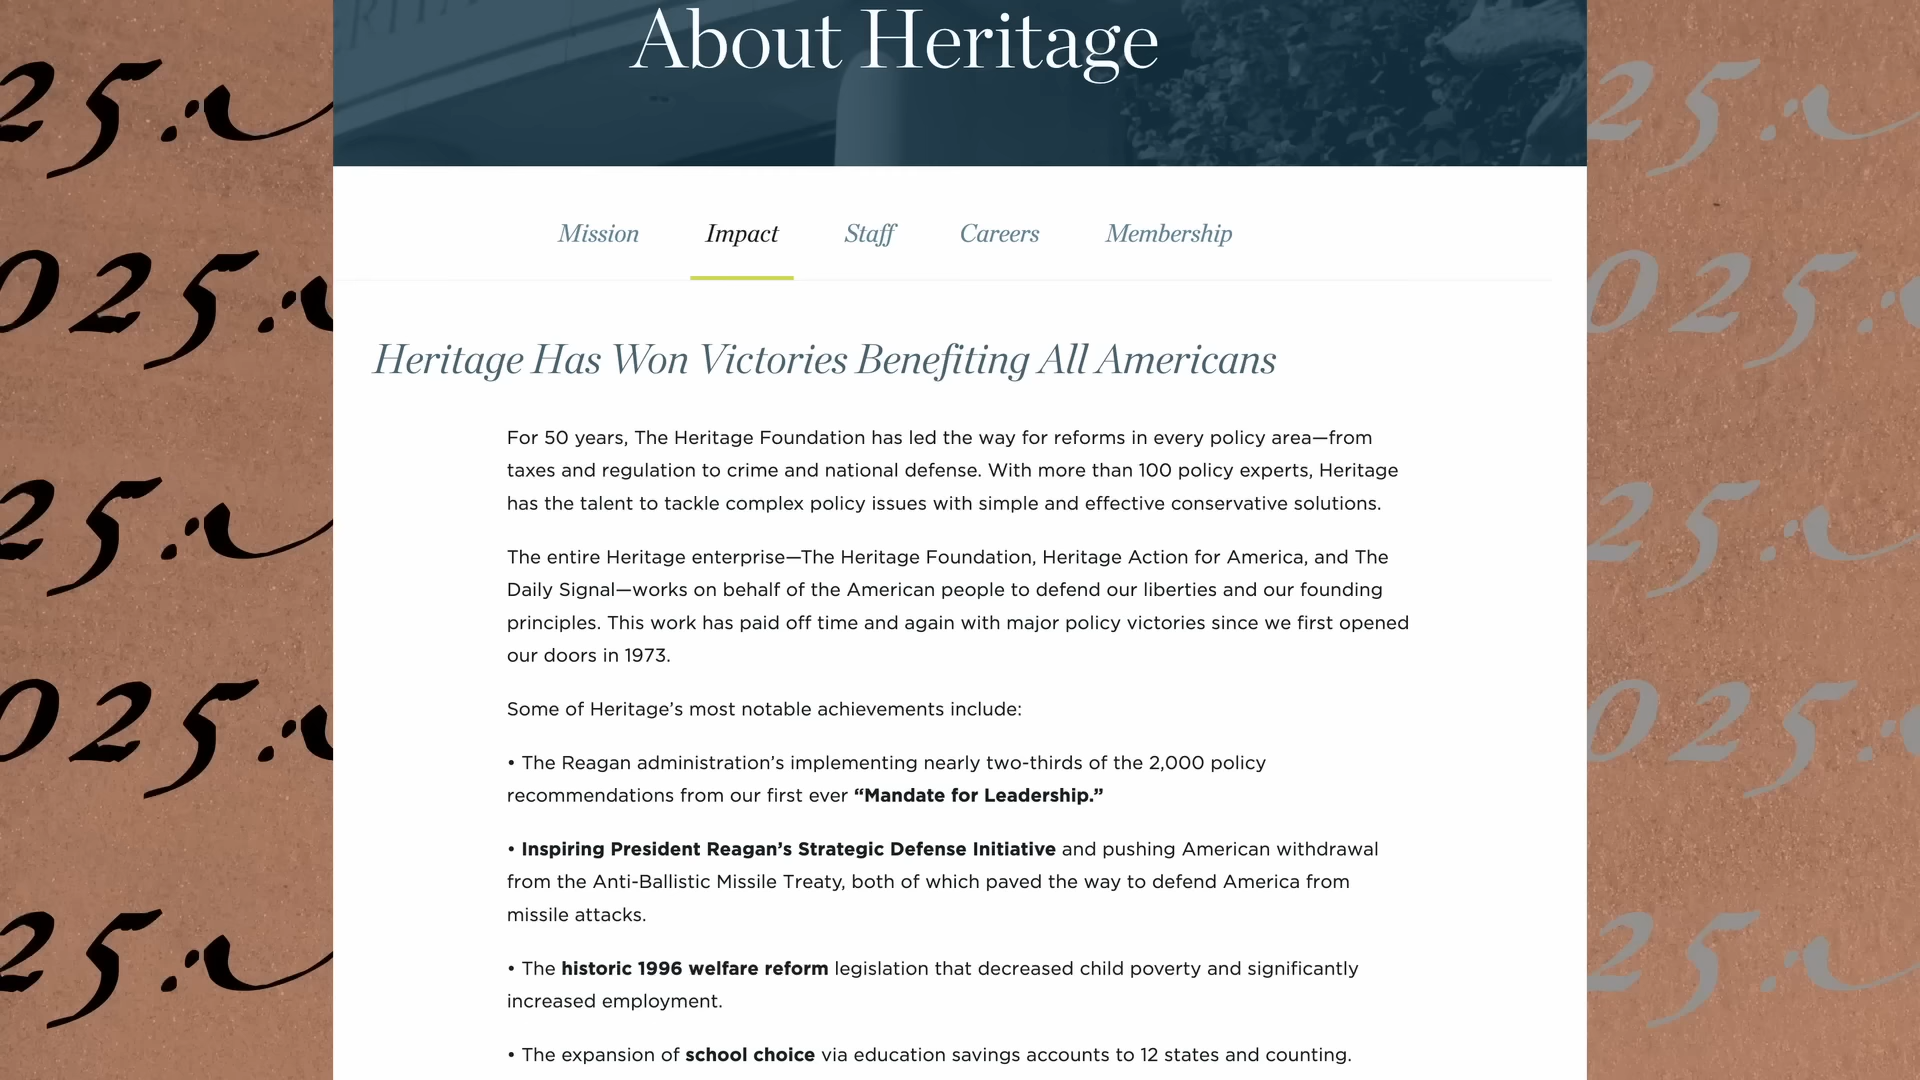 About Heritage
Mission Impact Staff Careers Membership
Heritage Has Won Victories Benefiting All Americans
For 50 years, The Heritage Foundation has led the way for reforms in every policy area—from
taxes and regulation to crime and national defense. With more than 100 policy experts, Heritage
has the talent to tackle complex policy issues with simple and effective conservative solutions.
The entire Heritage enterprise—The Heritage Foundation, Heritage Action for America, and The
Daily Signal—works on behalf of the American people to defend our liberties and our founding
principles. This work has paid off time and again with major policy victories since we first opened
our doors in 1973.
Some of Heritage’s most notable achievements include:
• The Reagan administration’s implementing nearly two-thirds of the 2,000 policy
recommendations from our first ever “Mandate for Leadership.”
• Inspiring President Reagan’s Strategic Defense Initiative and pushing American withdrawal
from the Anti-Ballistic Missile Treaty, both of which paved the way to defend America from
missile attacks.
• The historic 1996 welfare reform legislation that decreased child poverty and significantly
increased employment.
• The expansion of school choice via education savings accounts to 12 states and counting.
25.
025.
25.
025.
25.
25.
025.
25.
025.
25.